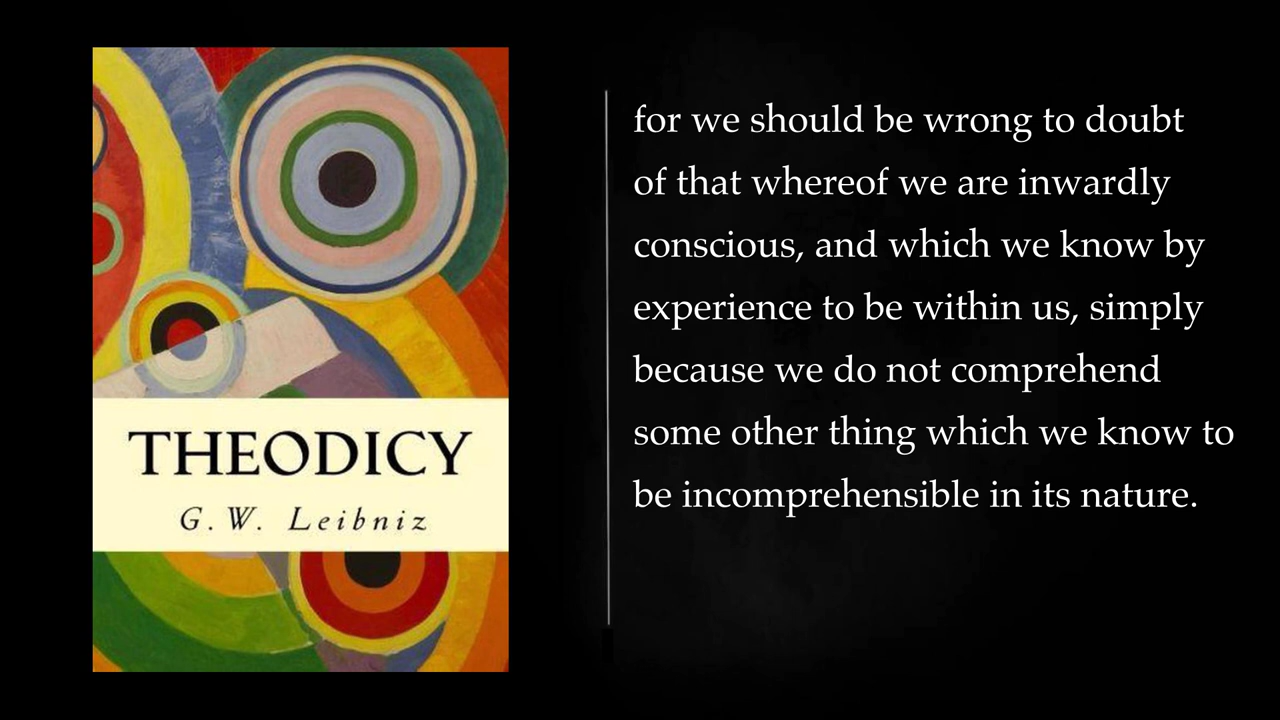 THEODICY
G. W. Leibniz
for we should be wrong to doubt
of that whereof we are inwardly
conscious, and which we know by
experience to be within us, simply
because we do not comprehend
some other thing which we know to
be incomprehensible in its nature.